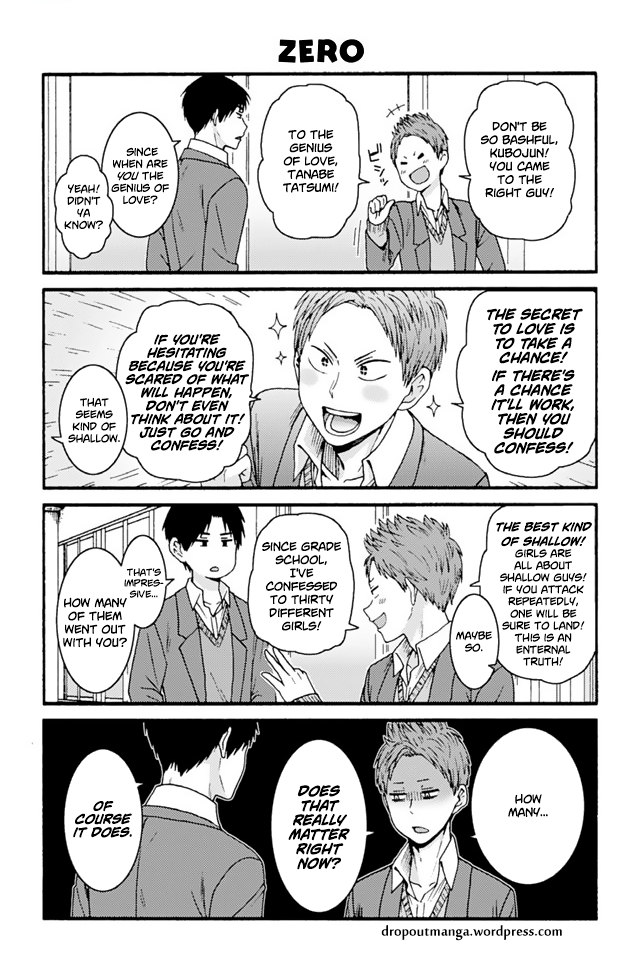 ZERO
DON'T BE
SO BASHFUL,
KUBOJUN!
YOU CAME
TO THE
RIGHT GUY!
TO THE
GENIUS
OF LOVE,
TANABE
TATSUMI!
SINCE
WHEN ARE
YOU THE
GENIUS OF
LOVE?
YEAH!
DIDN'T
YA
KNOW?
THE SECRET
TO LOVE IS
TO TAKE A
CHANCE!
IF THERE'S
A CHANCE
IT'LL WORK,
THEN YOU
SHOULD
CONFESS!
IF YOU'RE
HESITATING
BECAUSE YOU'RE
SCARED OF WHAT
WILL HAPPEN,
DON'T EVEN
THINK ABOUT IT!
JUST GO AND
CONFESS!
THAT
SEEMS
KIND OF
SHALLOW.
THE BEST KIND
OF SHALLOW!
GIRLS ARE
ALL ABOUT
SHALLOW GUYS!
IF YOU ATTACK
REPEATEDLY,
ONE WILL BE
SURE TO LAND!
THIS IS AN
ENTERNAL
TRUTH!
MAYBE
SO.
SINCE GRADE
SCHOOL,
I'VE
CONFESSED
TO THIRTY
DIFFERENT
GIRLS!
THAT'S
IMPRES-
SIVE...
HOW MANY
OF THEM
WENT OUT
WITH YOU?
HOW
MANY...
DOES
THAT
REALLY
MATTER
RIGHT
NOW?
OF
COURSE
IT DOES.
dropoutmanga.wordpress.com